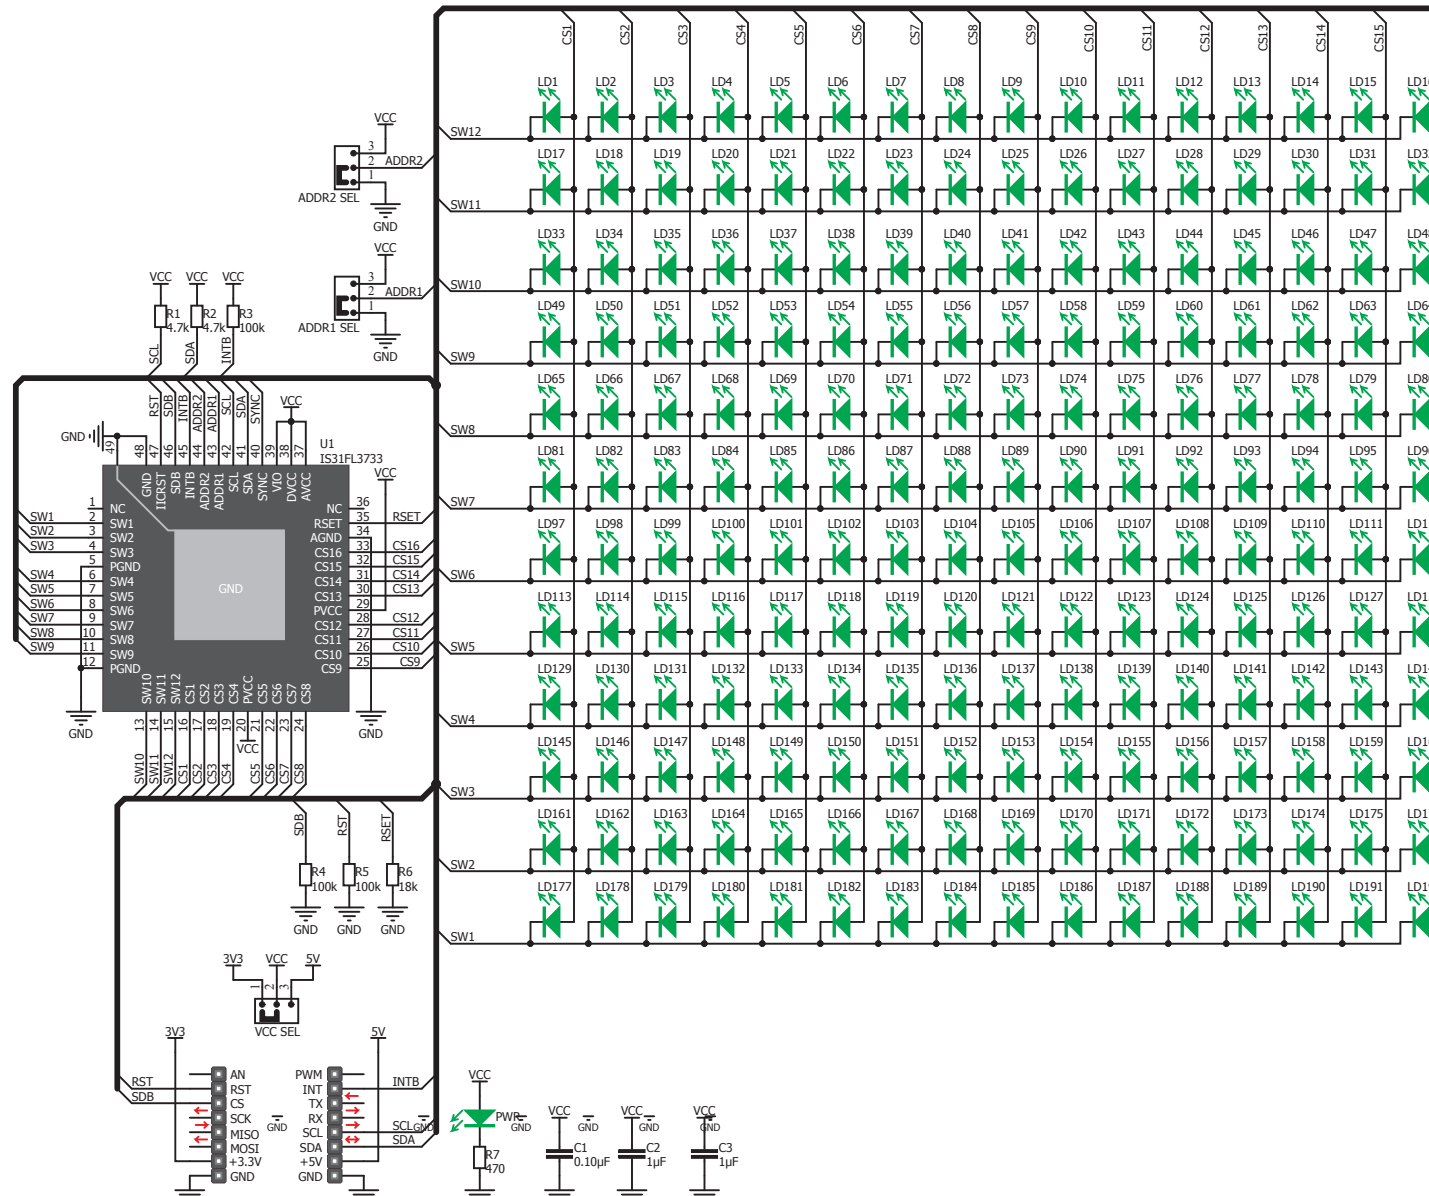 CS1 CS2 CS3 CS4 CS5 CS6 CS7 CS8 CS9 CS10 CS11 CS12 CS13 CS14 CS15
LD1 LD2 LD3 LD4 LD5 LD6 LD7 LD8 LD9 LD10 LD11 LD12 LD13 LD14 LD15
SW12
LD17 LD18 LD19 LD20 LD21 LD22 LD23 LD24 LD25 LD26 LD27 LD28 LD29 LD30 LD31
SW11
LD33 LD34 LD35 LD36 LD37 LD38 LD39 LD40 LD41 LD42 LD43 LD44 LD45 LD46 LD47
SW10
LD49 LD50 LD51 LD52 LD53 LD54 LD55 LD56 LD57 LD58 LD59 LD60 LD61 LD62 LD63
SW9
LD65 LD66 LD67 LD68 LD69 LD70 LD71 LD72 LD73 LD74 LD75 LD76 LD77 LD78 LD79
SW8
LD81 LD82 LD83 LD84 LD85 LD86 LD87 LD88 LD89 LD90 LD91 LD92 LD93 LD94 LD95
SW7
LD97 LD98 LD99 LD100 LD101 LD102 LD103 LD104 LD105 LD106 LD107 LD108 LD109 LD110 LD111
SW6
LD113 LD114 LD115 LD116 LD117 LD118 LD119 LD120 LD121 LD122 LD123 LD124 LD125 LD126 LD127
SW5
LD129 LD130 LD131 LD132 LD133 LD134 LD135 LD136 LD137 LD138 LD139 LD140 LD141 LD142 LD143
SW4
LD145 LD146 LD147 LD148 LD149 LD150 LD151 LD152 LD153 LD154 LD155 LD156 LD157 LD158 LD159
SW3
LD161 LD162 LD163 LD164 LD165 LD166 LD167 LD168 LD169 LD170 LD171 LD172 LD173 LD174 LD175
SW2
LD177 LD178 LD179 LD180 LD181 LD182 LD183 LD184 LD185 LD186 LD187 LD188 LD189 LD190 LD191
SW1
VCC
3
2 ADDR2
1
ADDR2 SEL
GND
VCC
3
2 ADDR1
1
ADDR1 SEL
GND
VCC VCC VCC
R1 R2 R3
4.7k 4.7k 100k
SCL SDA INTB
RST SDB INTB ADDR2 ADDR1 SCL SDA SYNC
VCC
GND
49 48 47 46 45 44 43 42 41 40 39 38 37
U1
IS31FL3733
VCC
GND IICRST SDB INTB ADDR2 ADDR1 SCL SDA SYNC VIO DVCC AVCC
1 NC NC 36
SW1 2 SW1 RSET 35 RSET
SW2 3 SW2 AGND 34
SW3 4 SW3 CS16 33 CS16
5 PGND CS15 32 CS15
SW4 6 SW4 CS14 31 CS14
SW5 7 SW5 CS13 30 CS13
SW6 8 SW6 PVCC 29
SW7 9 SW7 CS12 28 CS12
SW8 10 SW8 CS11 27 CS11
SW9 11 SW9 CS10 26 CS10
12 PGND CS9 25 CS9
GND
SW10 SW11 SW12 CS1 CS2 CS3 CS4 PVCC CS5 CS6 CS7 CS8
13 14 15 16 17 18 19 20 21 22 23 24
GND GND
VCC
SW10 SW11 SW12 CS1 CS2 CS3 CS4 CS5 CS6 CS7 CS8
SDB RST RSET
R4 R5 R6
100k 100k 18k
GND GND GND
3V3 VCC 5V
1 2 3
VCC SEL
3V3 5V
AN PWM
RST RST INT INTB
SDB CS TX
SCK RX
MISO SCL SCL
MOSI SDA SDA
+3.3V +5V
GND GND
GND GND GND GND GND GND
VCC
PWR
R7
470
VCC VCC VCC
C1 C2 C3
0.10µF 1µF 1µF